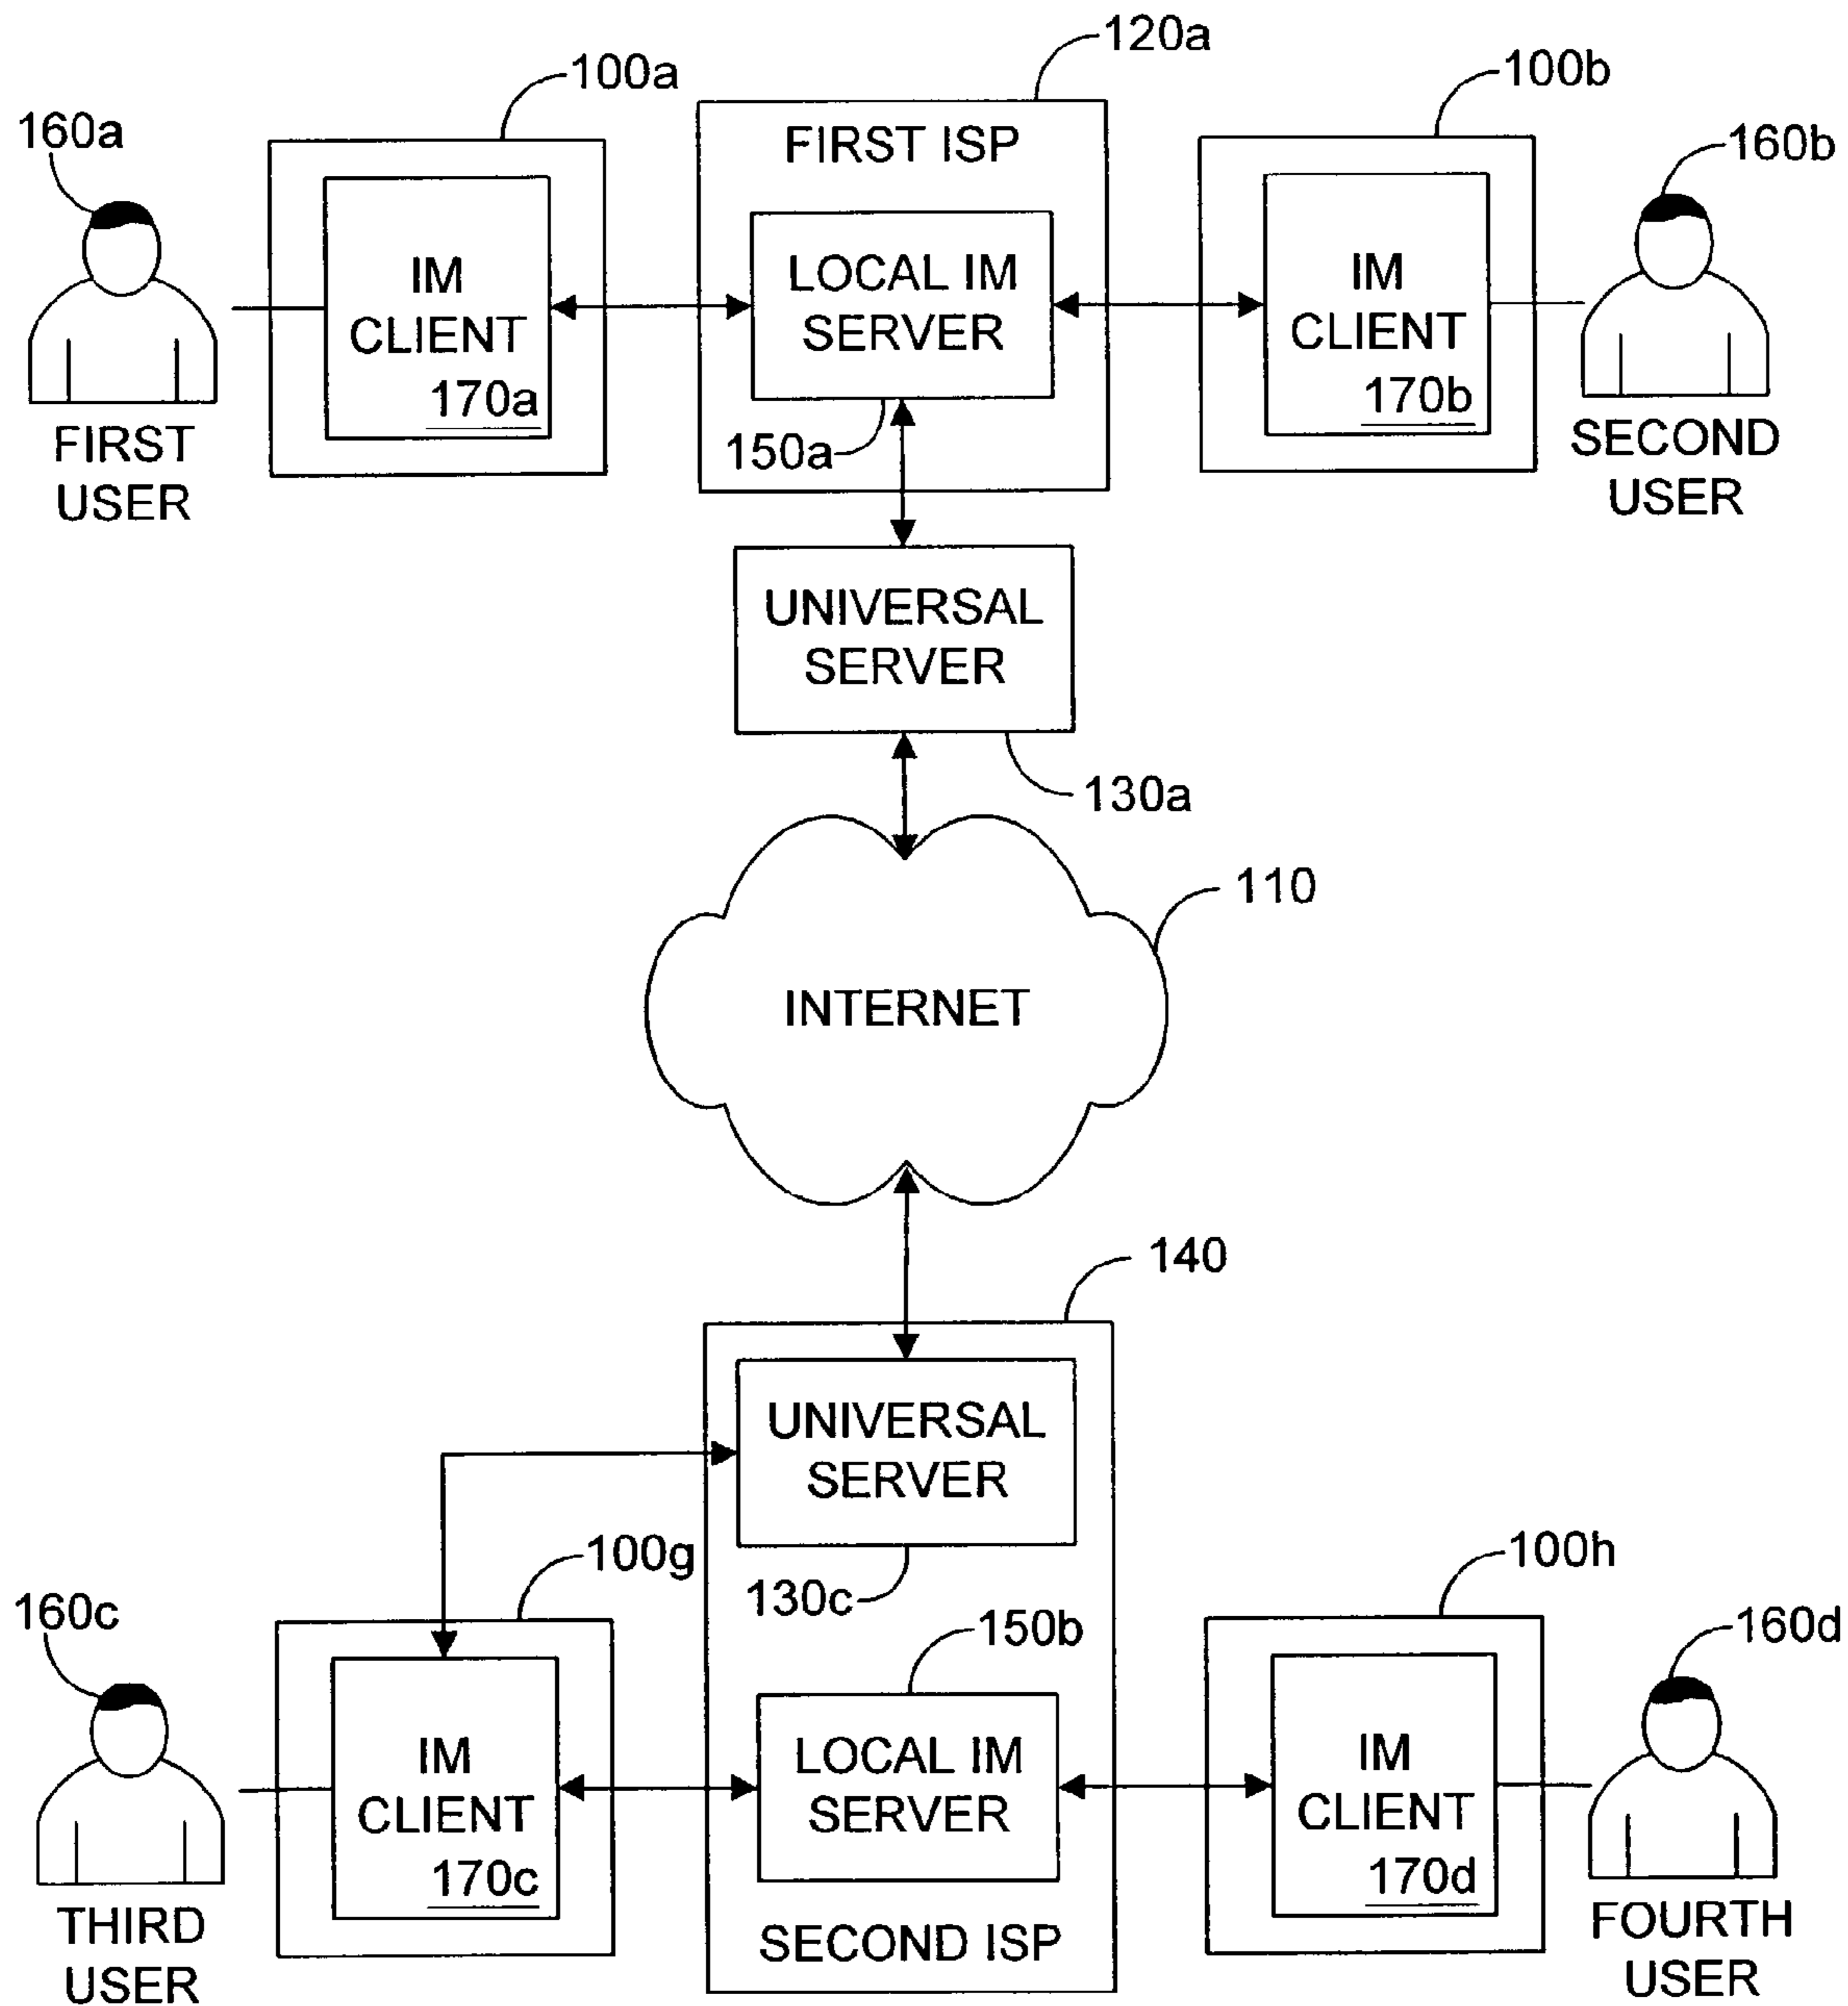 120a
100a
100b
160a
FIRST ISP
160b
IM
CLIENT
170a
LOCAL IM
SERVER
IM
CLIENT
170b
150a
FIRST
USER
SECOND
USER
UNIVERSAL
SERVER
130a
110
INTERNET
140
UNIVERSAL
SERVER
100g
100h
130c
160c
150b
160d
IM
CLIENT
170c
LOCAL IM
SERVER
IM
CLIENT
170d
THIRD
USER
SECOND ISP
FOURTH
USER